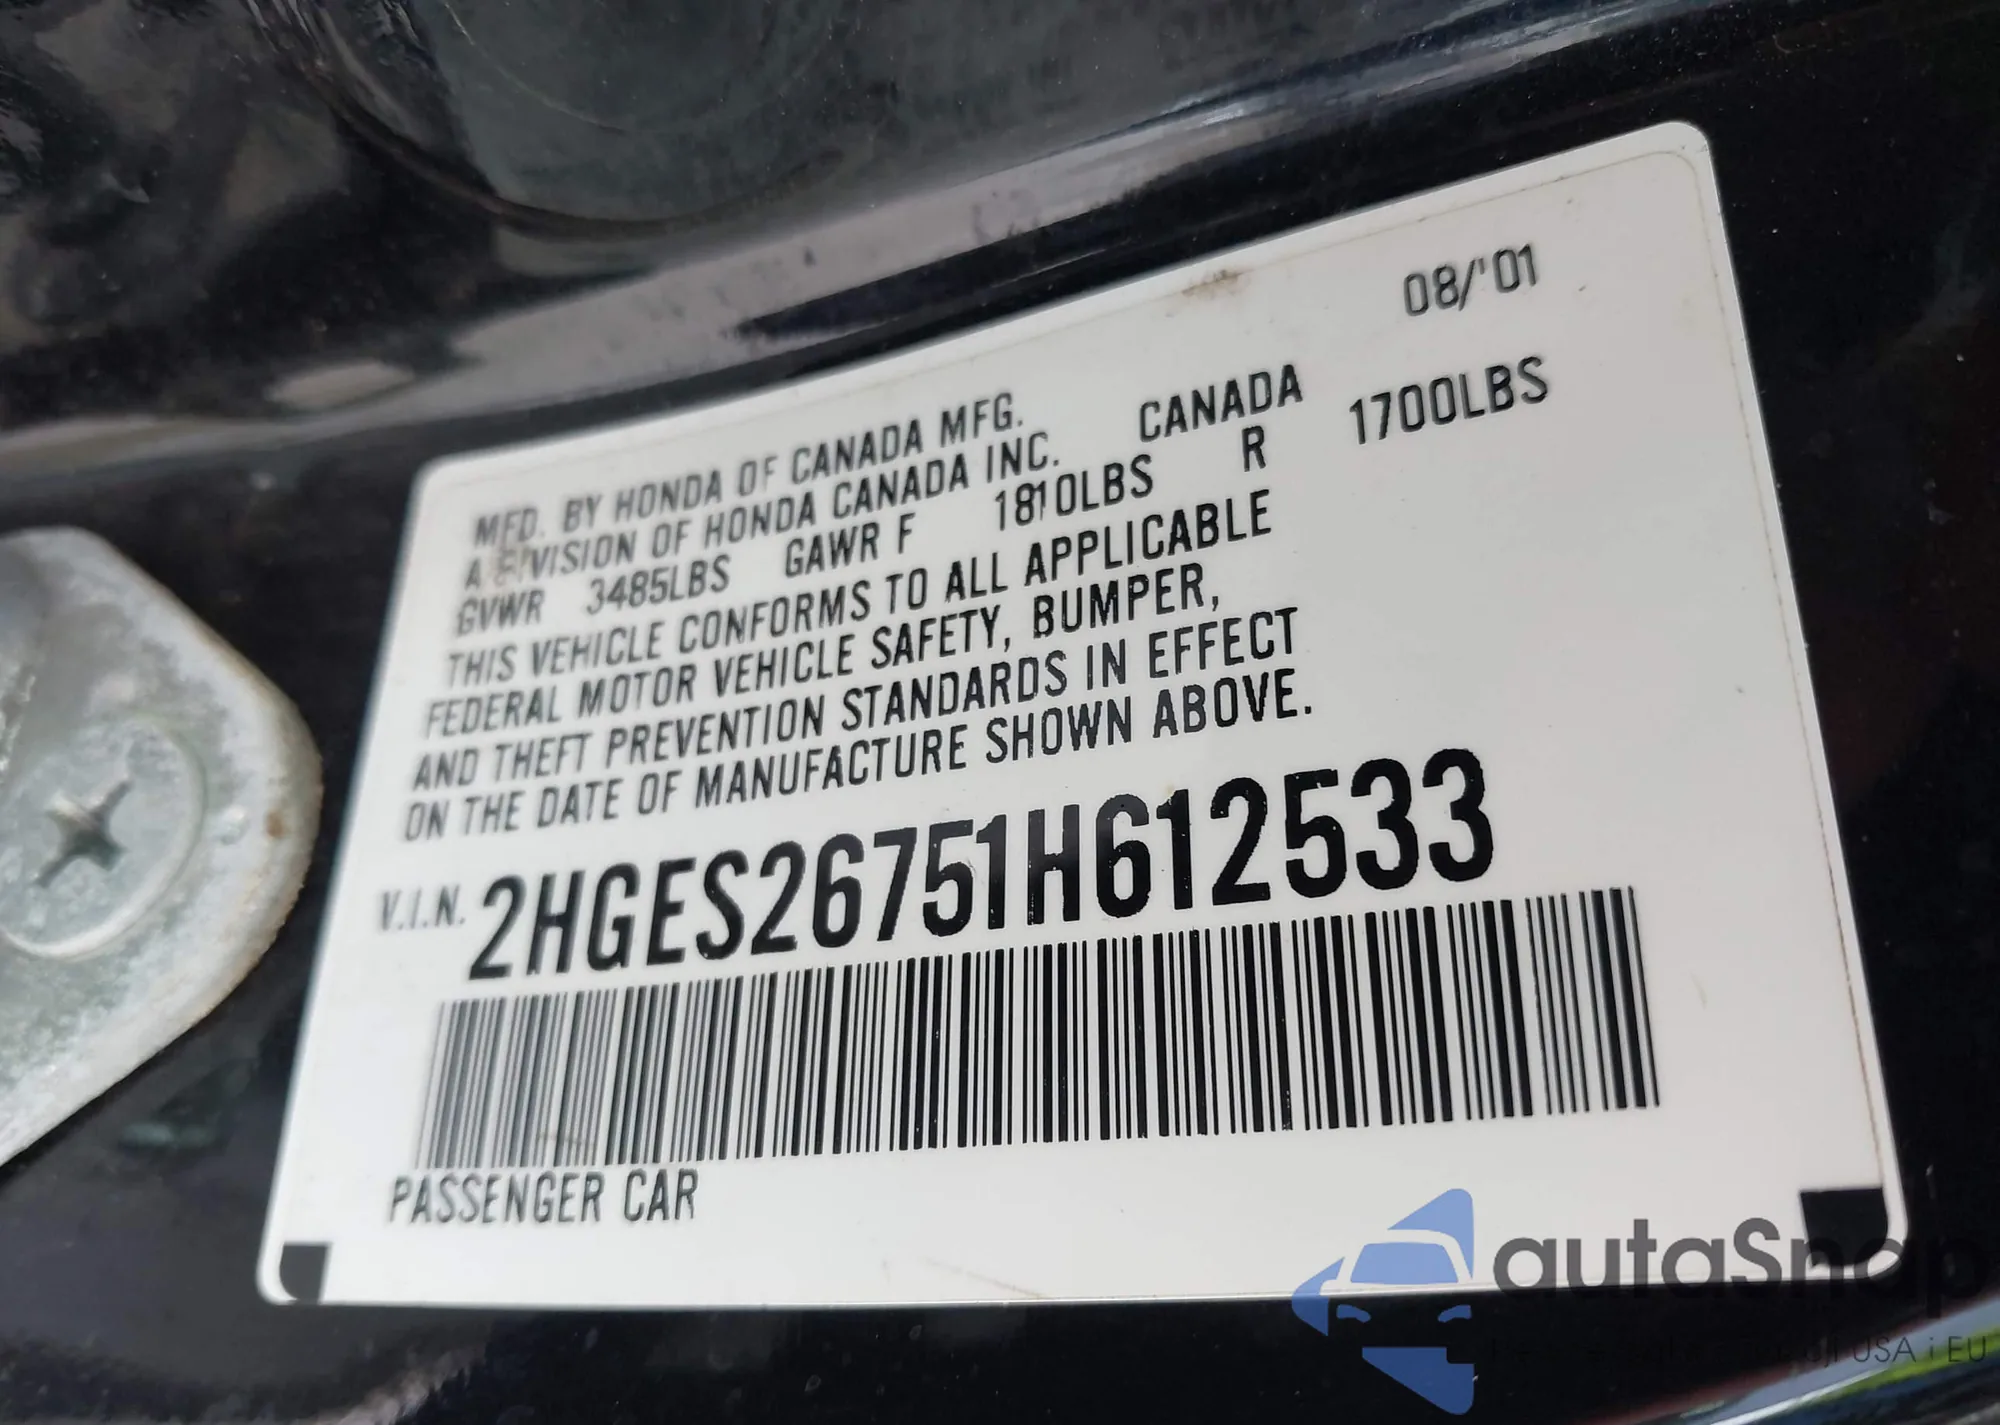 08/'01
MFD. BY HONDA OF CANADA MFG.
A DIVISION OF HONDA CANADA INC. CANADA
GVWR 3485LBS GAWR F 1810LBS R 1700LBS
THIS VEHICLE CONFORMS TO ALL APPLICABLE
FEDERAL MOTOR VEHICLE SAFETY, BUMPER,
AND THEFT PREVENTION STANDARDS IN EFFECT
ON THE DATE OF MANUFACTURE SHOWN ABOVE.
V.I.N. 2HGES26751H612533
PASSENGER CAR
autaSnap
USA i EU